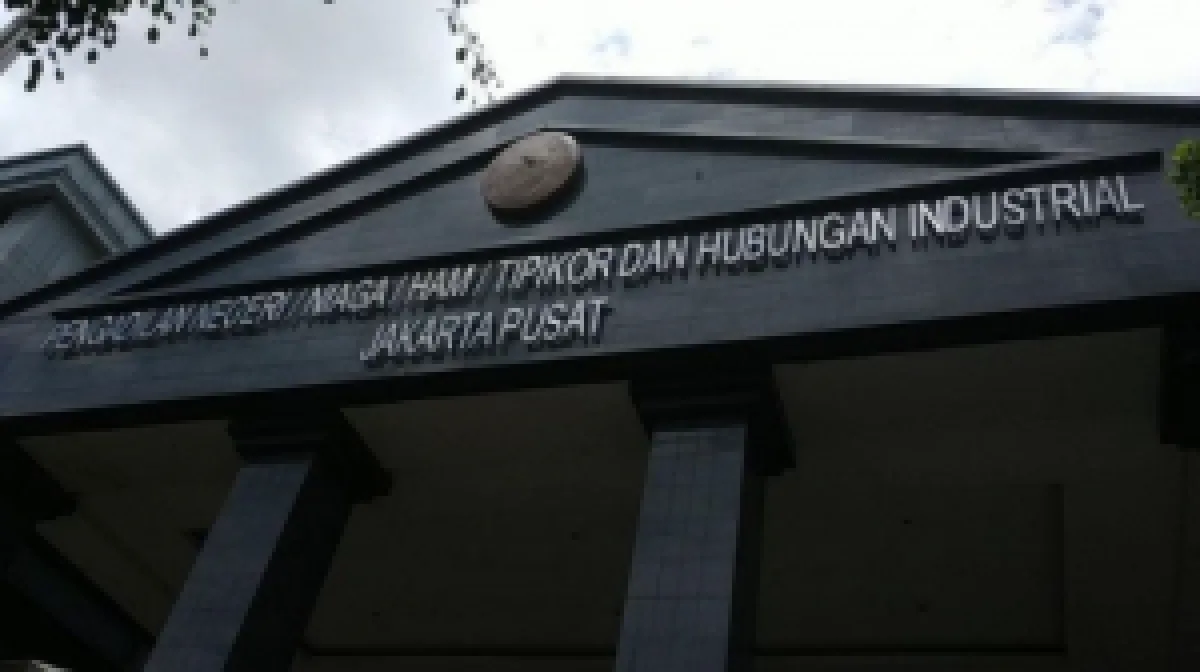 PENGADILAN NEGERI / NIAGA / HAM / TIPIKOR DAN HUBUNGAN INDUSTRIAL
JAKARTA PUSAT